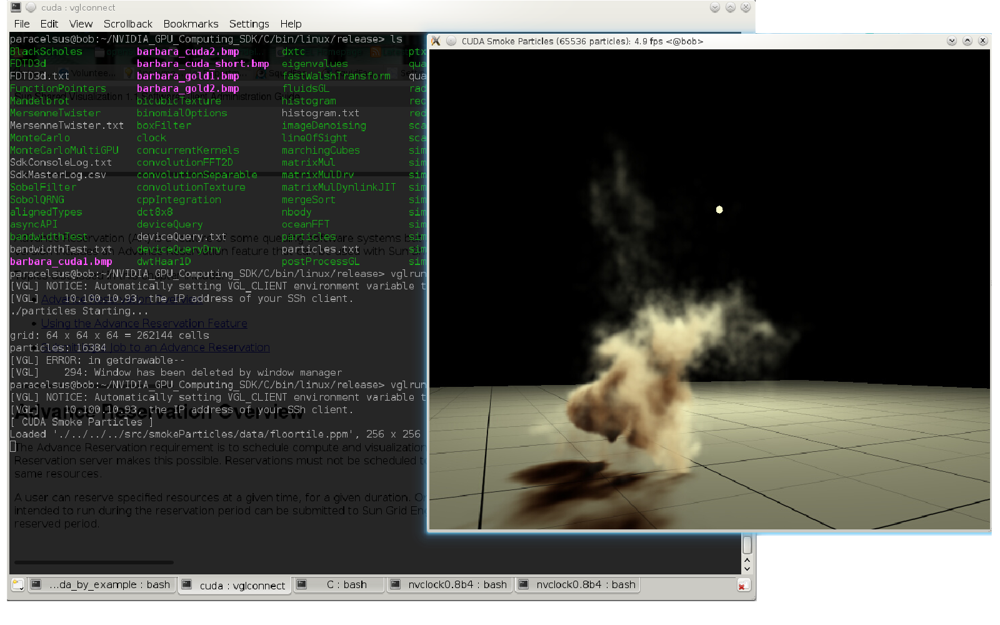 cuda : vglconnect
File Edit View Scrollback Bookmarks Settings Help
paracelsus@bob:~/NVIDIA_GPU_Computing_SDK/C/bin/linux/release> ls
BlackScholes barbara_cuda2.bmp dxtc ptx
FDTD3d barbara_cuda_short.bmp eigenvalues qua
FDTD3d.txt barbara_gold1.bmp fastWalshTransform qua
FunctionPointers barbara_gold2.bmp fluidsGL rad
Mandelbrot bicubicTexture histogram rec
MersenneTwister binomialOptions histogram.txt red
MersenneTwister.txt boxFilter imageDenoising sca
MonteCarlo clock lineOfSight sca
MonteCarloMultiGPU concurrentKernels marchingCubes sim
SdkConsoleLog.txt convolutionFFT2D matrixMul sim
SdkMasterLog.csv convolutionSeparable matrixMulDrv sim
SobelFilter convolutionTexture matrixMulDynlinkJIT sim
SobolQRNG cppIntegration mergeSort sim
alignedTypes dct8x8 nbody sim
asyncAPI deviceQuery oceanFFT sim
bandwidthTest deviceQuery.txt particles sim
bandwidthTest.txt deviceQueryDrv particles.txt sim
barbara_cuda1.bmp dwtHaar1D postProcessGL sim
paracelsus@bob:~/NVIDIA_GPU_Computing_SDK/C/bin/linux/release> vglrun
[VGL] NOTICE: Automatically setting VGL_CLIENT environment variable t
[VGL] 10.100.10.93, the IP address of your SSh client.
./particles Starting...
Using the Advance Reservation Feature
grid: 64 x 64 x 64 = 262144 cells
particles: 16384
Job to an Advance Reservation
[VGL] ERROR: in getdrawable--
[VGL] 294: Window has been deleted by window manager
paracelsus@bob:~/NVIDIA_GPU_Computing_SDK/C/bin/linux/release> vglrun
[VGL] NOTICE: Automatically setting VGL_CLIENT environment variable t
[VGL] 10.100.10.93, the IP address of your SSh client.
Advance Reservation Overview
[ CUDA Smoke Particles ]
Loaded './../../../src/smokeParticles/data/floortile.ppm', 256 x 256
The Advance Reservation requirement is to schedule compute and visualization
Reservation server makes this possible. Reservations must not be scheduled t
same resources.
A user can reserve specified resources at a given time, for a given duration.
intended to run during the reservation period can be submitted to Sun Grid En
reserved period.
...da_by_example : bash
cuda : vglconnect
C : bash
nvclock0.8b4 : bash
nvclock0.8b4 : bash
CUDA Smoke Particles (65536 particles): 4.9 fps <@bob>